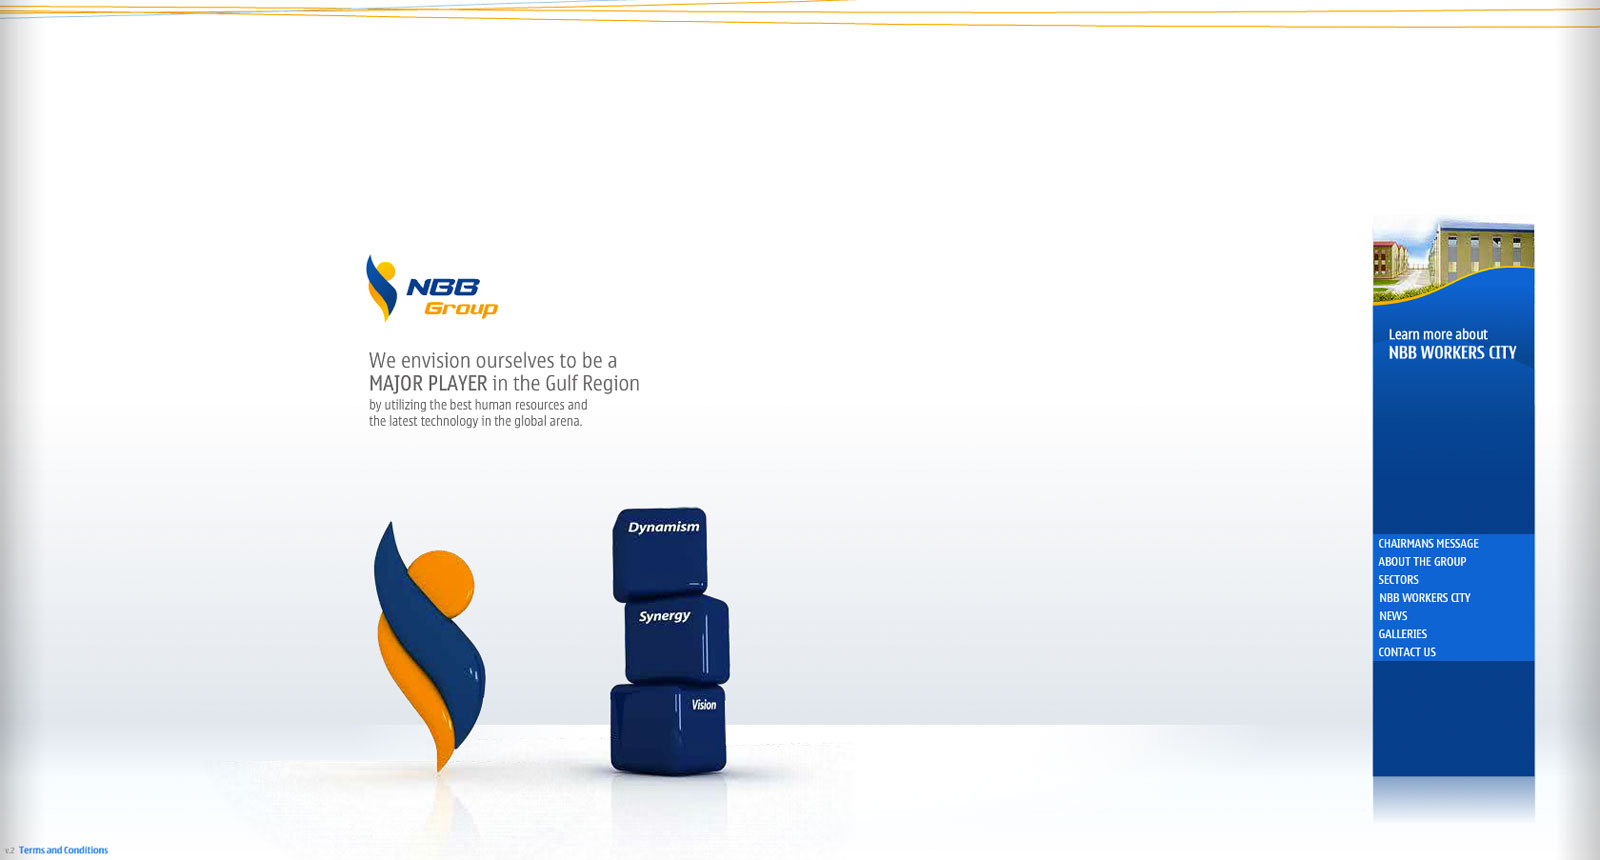 NBB
Group
We envision ourselves to be a
MAJOR PLAYER in the Gulf Region
by utilizing the best human resources and
the latest technology in the global arena.
Dynamism
Synergy
Vision
Learn more about
NBB WORKERS CITY
CHAIRMANS MESSAGE
ABOUT THE GROUP
SECTORS
NBB WORKERS CITY
NEWS
GALLERIES
CONTACT US
v.2 Terms and Conditions